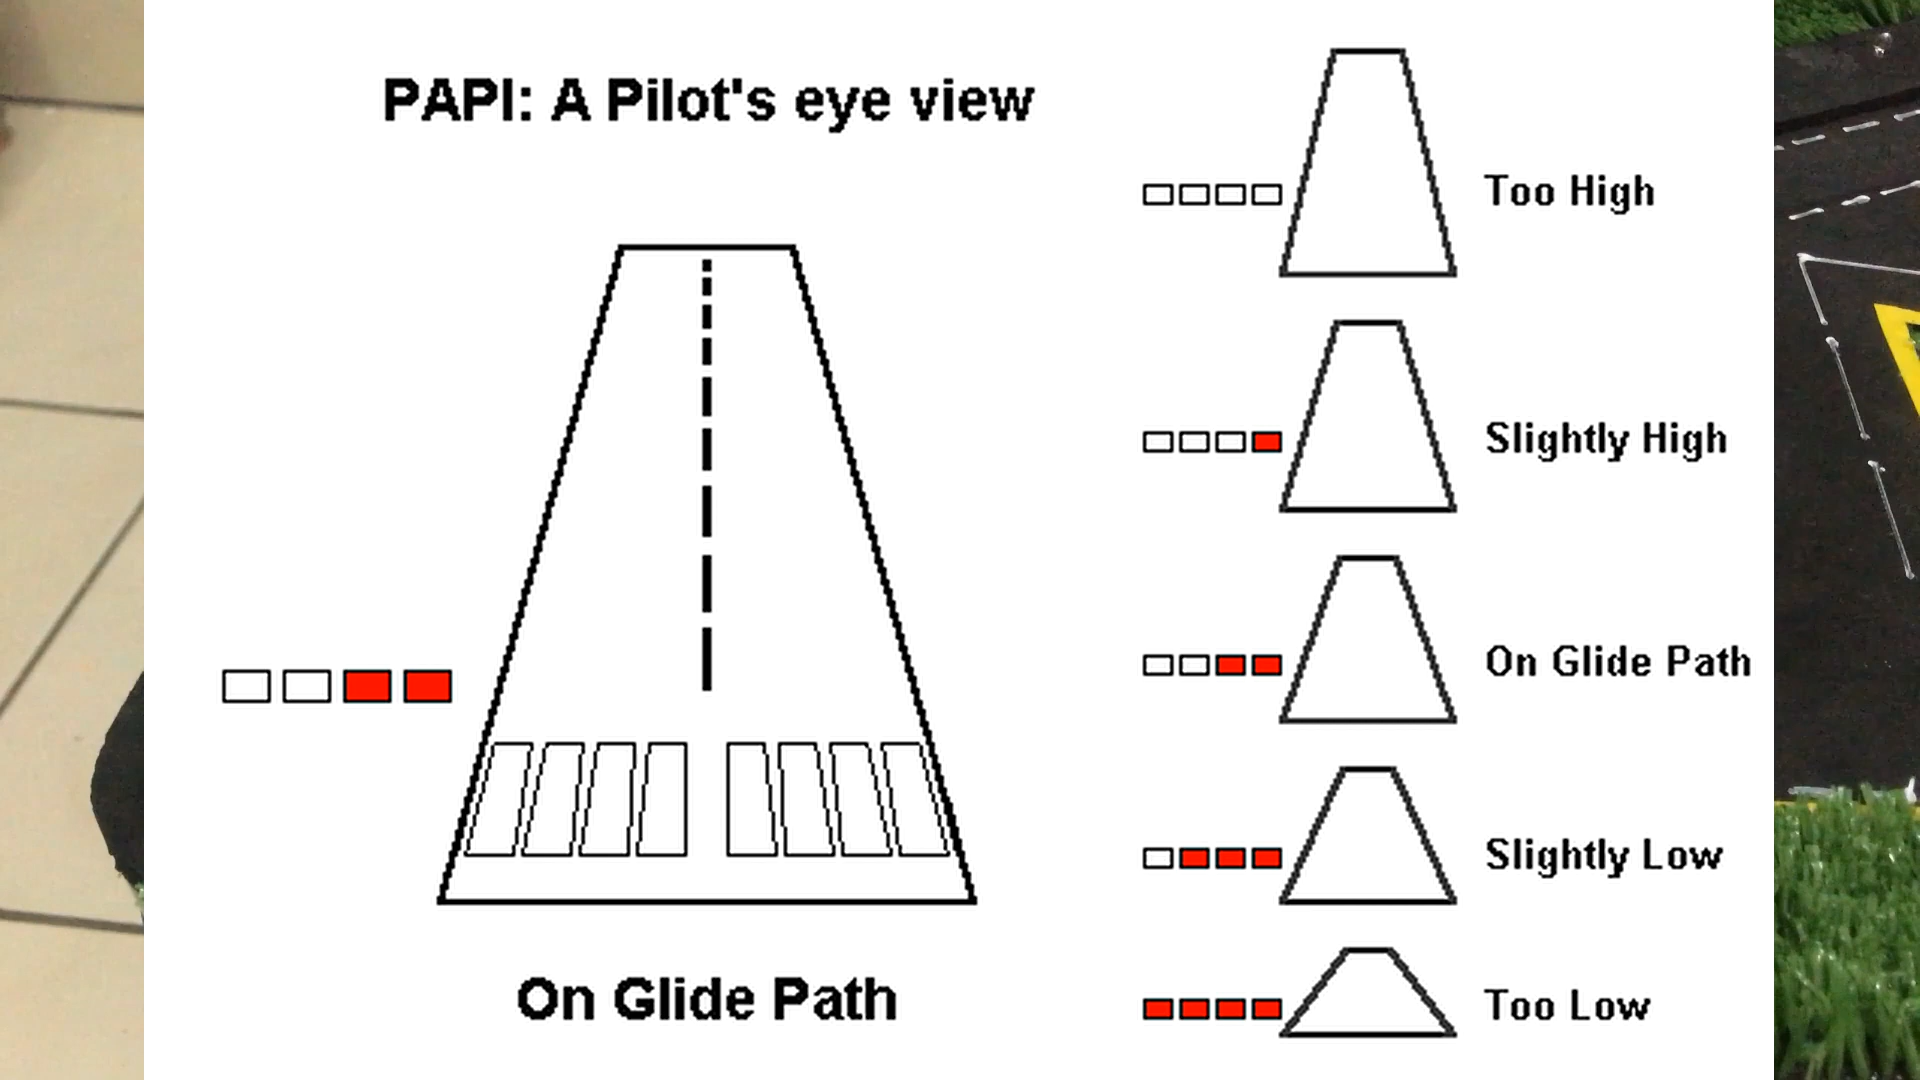 PAPI: A Pilot's eye view
Too High
Slightly High
On Glide Path
Slightly Low
Too Low
On Glide Path